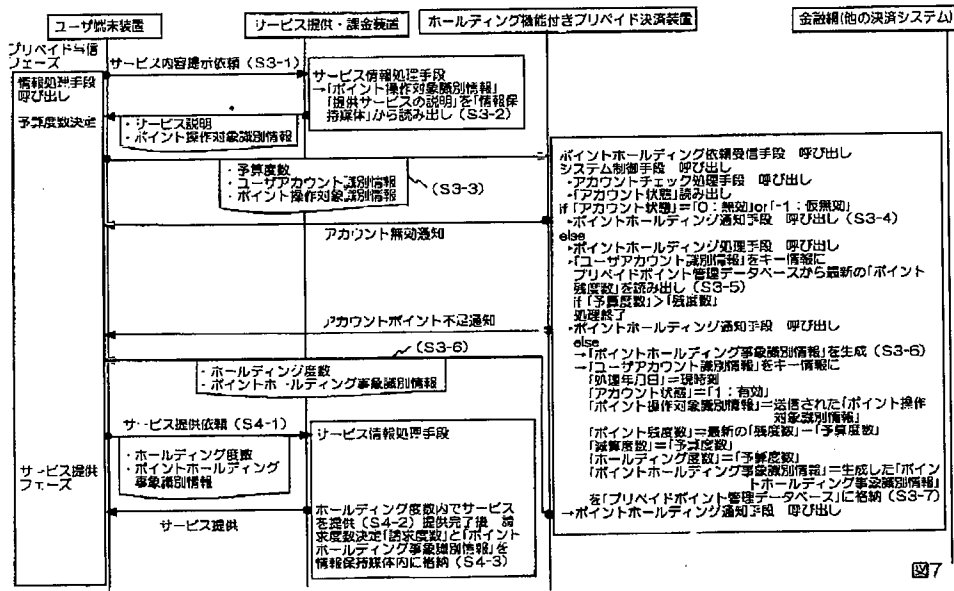 ユーザ端末装置
サービス提供・課金装置
ホールディング機能付きプリペイド決済装置
金融網(他の決済システム)
プリペイド与信
フェーズ
サービス内容提示依頼(S3-1)
情報処理手段
呼び出し
サービス情報処理手段
→「ポイント操作対象識別情報」
「提供サービスの説明」を「情報保
持媒体」から読み出し(S3-2)
予算度数決定
・サービス説明
・ポイント操作対象識別情報
・予算度数
・ユーザアカウント識別情報
・ポイント操作対象識別情報
(S3-3)
ポイントホールディング依頼受信手段 呼び出し
システム制御手段 呼び出し
→アカウントチェック処理手段 呼び出し
→「アカウント状態」読み出し
if「アカウント状態」=「0:無効」or「-1:仮無効」
→ポイントホールディング通知手段 呼び出し(S3-4)
アカウント無効通知
else
→ポイントホールディング処理手段 呼び出し
→「ユーザアカウント識別情報」をキー情報に
プリペイドポイント管理データベースから最新の「ポイント
残度数」を読み出し(S3-5)
if「予算度数」>「残度数」
処理終了
アカウントポイント不足通知
→ポイントホールディング通知手段 呼び出し
else
(S3-6)
→「ポイントホールディング事象識別情報」を生成(S3-6)
→「ユーザアカウント識別情報」をキー情報に
・ホールディング度数
・ポイントホールディング事象識別情報
「処理年月日」=現時刻
「アカウント状態」=「1:有効」
「ポイント操作対象識別情報」=送信された「ポイント操作
対象識別情報」
「ポイント残度数」=最新の「残度数」-「予算度数」
「減算度数」=「予算度数」
「ホールディング度数」=「予算度数」
「ポイントホールディング事象識別情報」=生成した「ポイン
トホールディング事象識別情報」
を「プリペイドポイント管理データベース」に格納(S3-7)
→ポイントホールディング通知手段 呼び出し
サービス提供依頼(S4-1)
サービス情報処理手段
サービス提供
フェーズ
・ホールディング度数
・ポイントホールディング
事象識別情報
サービス提供
ホールディング度数内でサービス
を提供(S4-2)提供完了後 請
求度数決定「請求度数」と「ポイント
ホールディング事象識別情報」を
情報保持媒体内に格納(S4-3)
図7